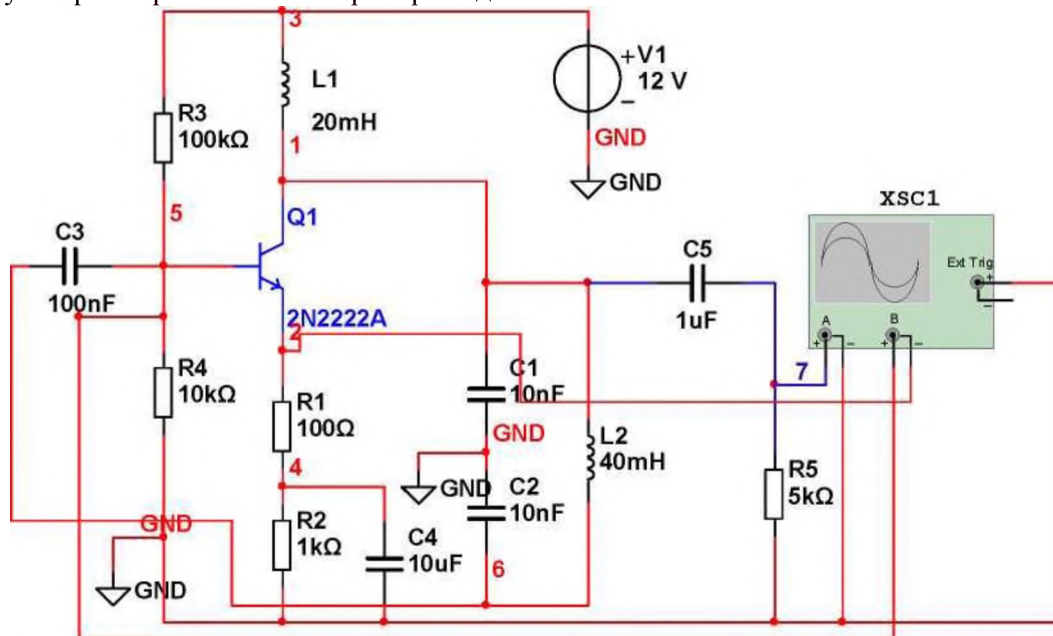 3
L1
20mH
+V1
12 V
R3
100kΩ
1
GND
GND
5
Q1
XSC1
Ext Trig
C3
100nF
C5
1uF
2N2222A
2
A
B
R4
10kΩ
C1
10nF
7
R1
100Ω
GND
L2
40mH
4
GND
C2
10nF
R5
5kΩ
GND
R2
1kΩ
C4
10uF
6
GND